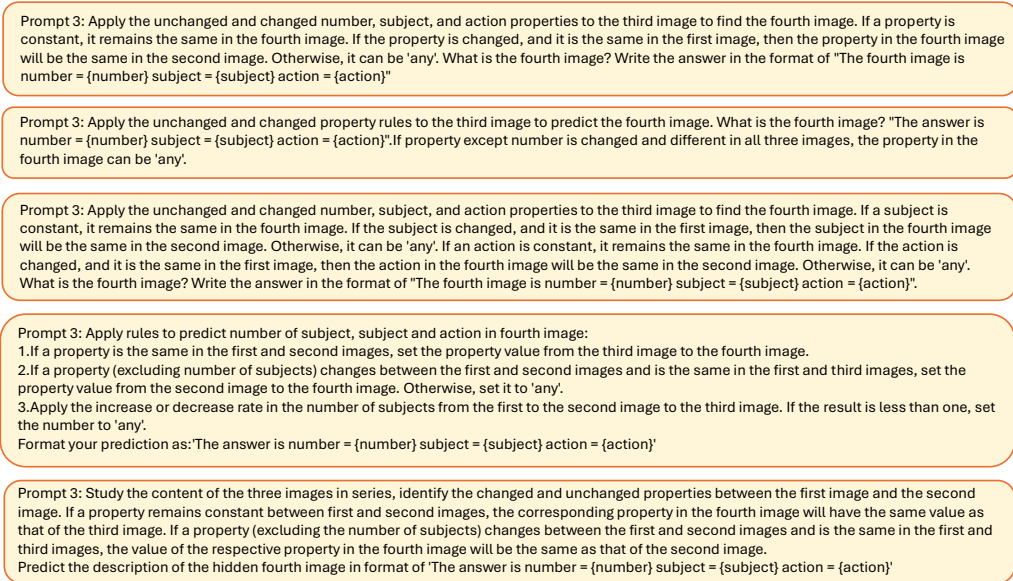 Prompt 3: Apply the unchanged and changed number, subject, and action properties to the third image to find the fourth image. If a property is
constant, it remains the same in the fourth image. If the property is changed, and it is the same in the first image, then the property in the fourth image
will be the same in the second image. Otherwise, it can be 'any'. What is the fourth image? Write the answer in the format of "The fourth image is
number = {number} subject = {subject} action = {action}"
Prompt 3: Apply the unchanged and changed property rules to the third image to predict the fourth image. What is the fourth image? "The answer is
number = {number} subject = {subject} action = {action}".If property except number is changed and different in all three images, the property in the
fourth image can be 'any'.
Prompt 3: Apply the unchanged and changed number, subject, and action properties to the third image to find the fourth image. If a subject is
constant, it remains the same in the fourth image. If the subject is changed, and it is the same in the first image, then the subject in the fourth image
will be the same in the second image. Otherwise, it can be 'any'. If an action is constant, it remains the same in the fourth image. If the action is
changed, and it is the same in the first image, then the action in the fourth image will be the same in the second image. Otherwise, it can be 'any'.
What is the fourth image? Write the answer in the format of "The fourth image is number = {number} subject = {subject} action = {action}".
Prompt 3: Apply rules to predict number of subject, subject and action in fourth image:
1.If a property is the same in the first and second images, set the property value from the third image to the fourth image.
2.If a property (excluding number of subjects) changes between the first and second images and is the same in the first and third images, set the
property value from the second image to the fourth image. Otherwise, set it to 'any'.
3.Apply the increase or decrease rate in the number of subjects from the first to the second image to the third image. If the result is less than one, set
the number to 'any'.
Format your prediction as:'The answer is number = {number} subject = {subject} action = {action}'
Prompt 3: Study the content of the three images in series, identify the changed and unchanged properties between the first image and the second
image. If a property remains constant between first and second images, the corresponding property in the fourth image will have the same value as
that of the third image. If a property (excluding the number of subjects) changes between the first and second images and is the same in the first and
third images, the value of the respective property in the fourth image will be the same as that of the second image.
Predict the description of the hidden fourth image in format of 'The answer is number = {number} subject = {subject} action = {action}'